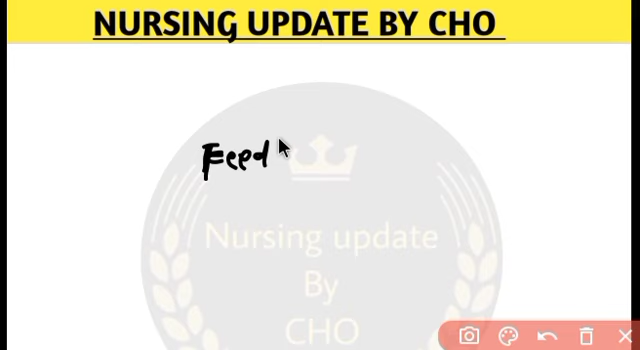 NURSING UPDATE BY CHO
Feed
Nursing update
By
CHO